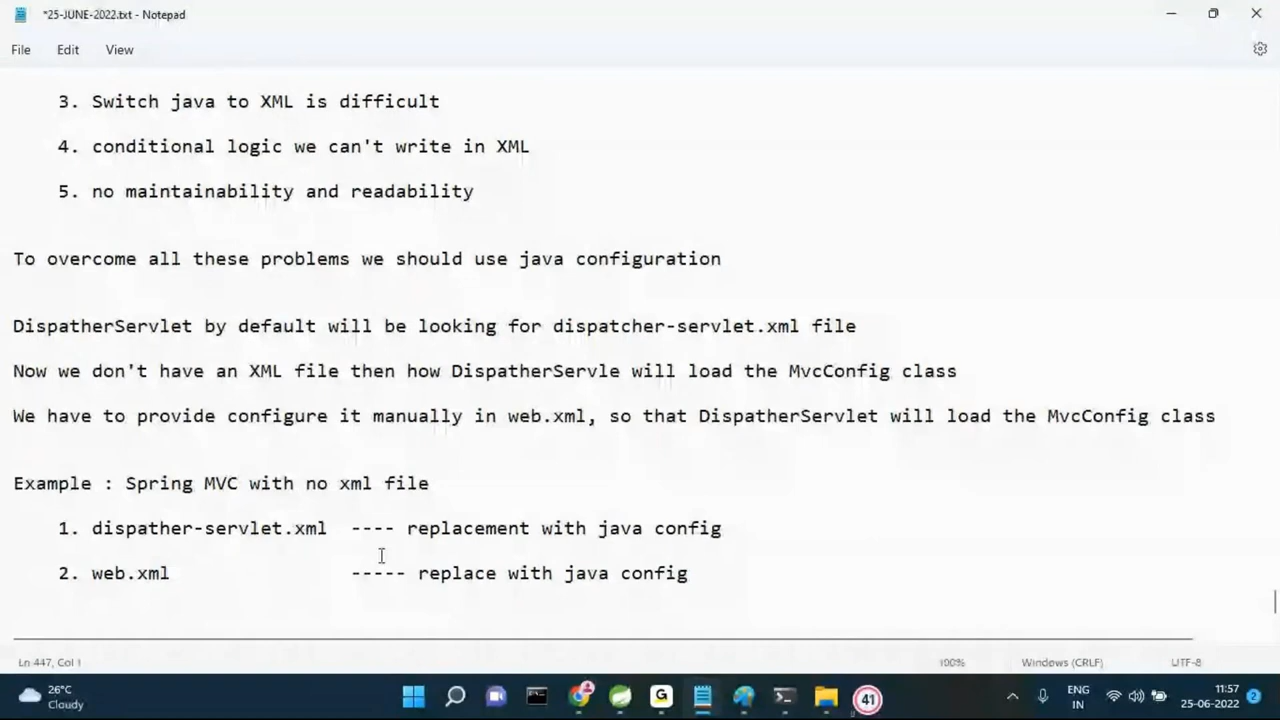 *25-JUNE-2022.txt - Notepad
File Edit View
3. Switch java to XML is difficult
4. conditional logic we can't write in XML
5. no maintainability and readability
To overcome all these problems we should use java configuration
DispatherServlet by default will be looking for dispatcher-servlet.xml file
Now we don't have an XML file then how DispatherServle will load the MvcConfig class
We have to provide configure it manually in web.xml, so that DispatherServlet will load the MvcConfig class
Example : Spring MVC with no xml file
1. dispather-servlet.xml ---- replacement with java config
2. web.xml ----- replace with java config
Ln 447, Col 1 100% Windows (CRLF) UTF-8
26°C
Cloudy
G
41
ENG
IN
11:57
25-06-2022
2